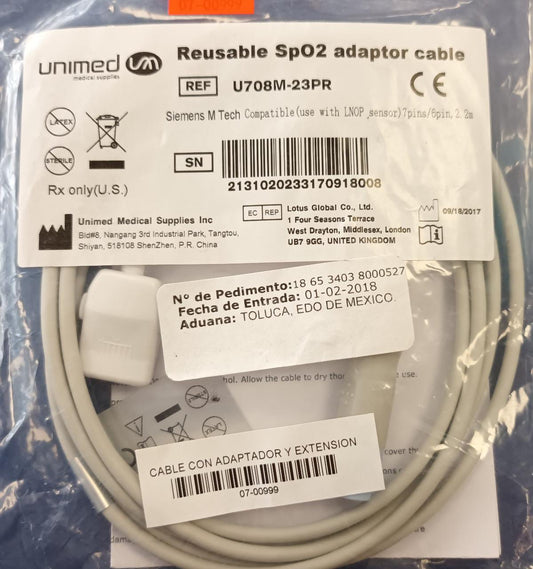 07-00999
unimed
medical supplies
Reusable SpO2 adaptor cable
REF U708M-23PR
CE
Siemens M Tech Compatible(use with LNOP sensor)7pins/6pin, 2.2m
LATEX
STERILE
Rx only(U.S.)
SN
2131020233170918008
Unimed Medical Supplies Inc
Bld#8, Nangang 3rd Industrial Park, Tangtou,
Shiyan, 518108 ShenZhen, P.R. China
EC REP
Lotus Global Co., Ltd.
1 Four Seasons Terrace
West Drayton, Middlesex, London
UB7 9GG, UNITED KINGDOM
09/18/2017
Nº de Pedimento:18 65 3403 8000527
Fecha de Entrada: 01-02-2018
Aduana: TOLUCA, EDO DE MEXICO.
Allow the cable to dry
use.
CABLE CON ADAPTADOR Y EXTENSION
07-00999
cover the